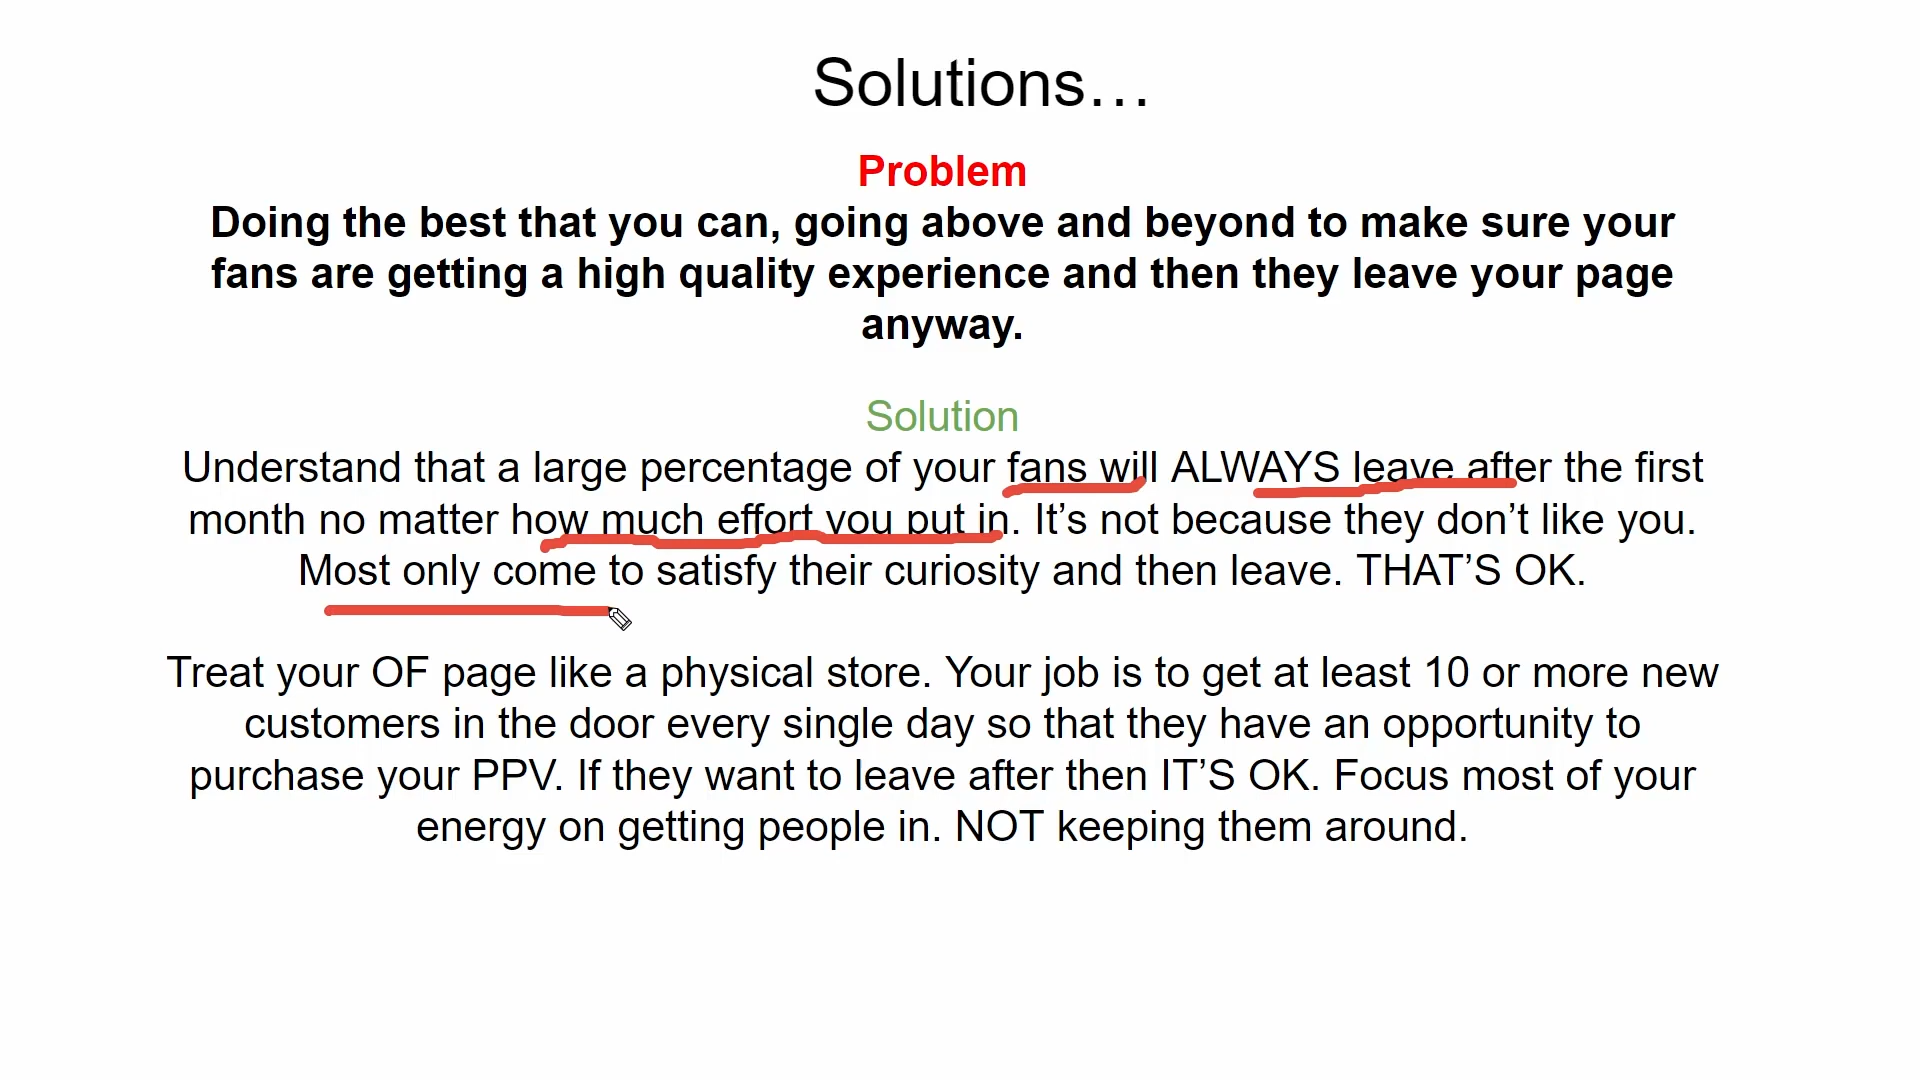 Solutions…
Problem
Doing the best that you can, going above and beyond to make sure your
fans are getting a high quality experience and then they leave your page
anyway.
Solution
Understand that a large percentage of your fans will ALWAYS leave after the first
month no matter how much effort you put in. It’s not because they don’t like you.
Most only come to satisfy their curiosity and then leave. THAT’S OK.
Treat your OF page like a physical store. Your job is to get at least 10 or more new
customers in the door every single day so that they have an opportunity to
purchase your PPV. If they want to leave after then IT’S OK. Focus most of your
energy on getting people in. NOT keeping them around.